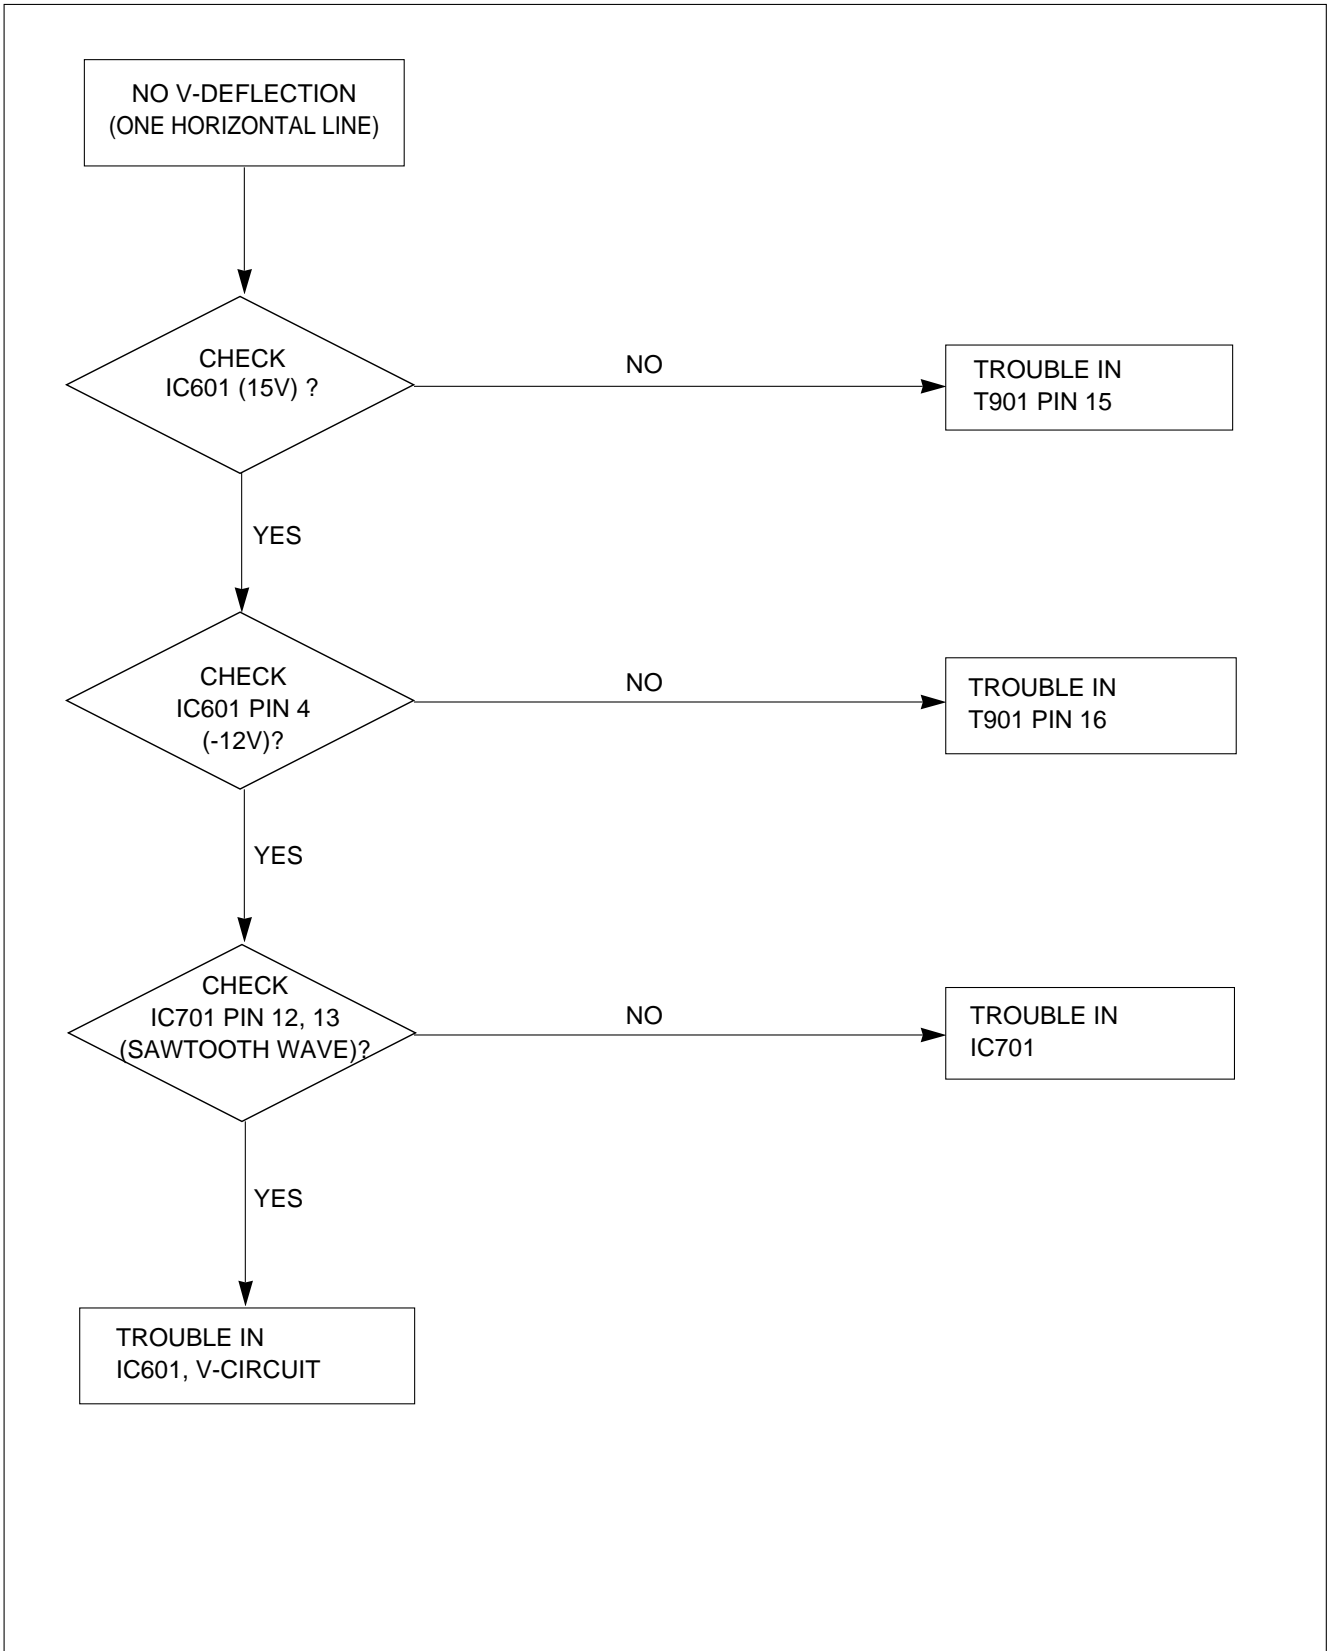 NO V-DEFLECTION
(ONE HORIZONTAL LINE)
CHECK
IC601 (15V) ?
NO
TROUBLE IN
T901 PIN 15
YES
CHECK
IC601 PIN 4
(-12V)?
NO
TROUBLE IN
T901 PIN 16
YES
CHECK
IC701 PIN 12, 13
(SAWTOOTH WAVE)?
NO
TROUBLE IN
IC701
YES
TROUBLE IN
IC601, V-CIRCUIT